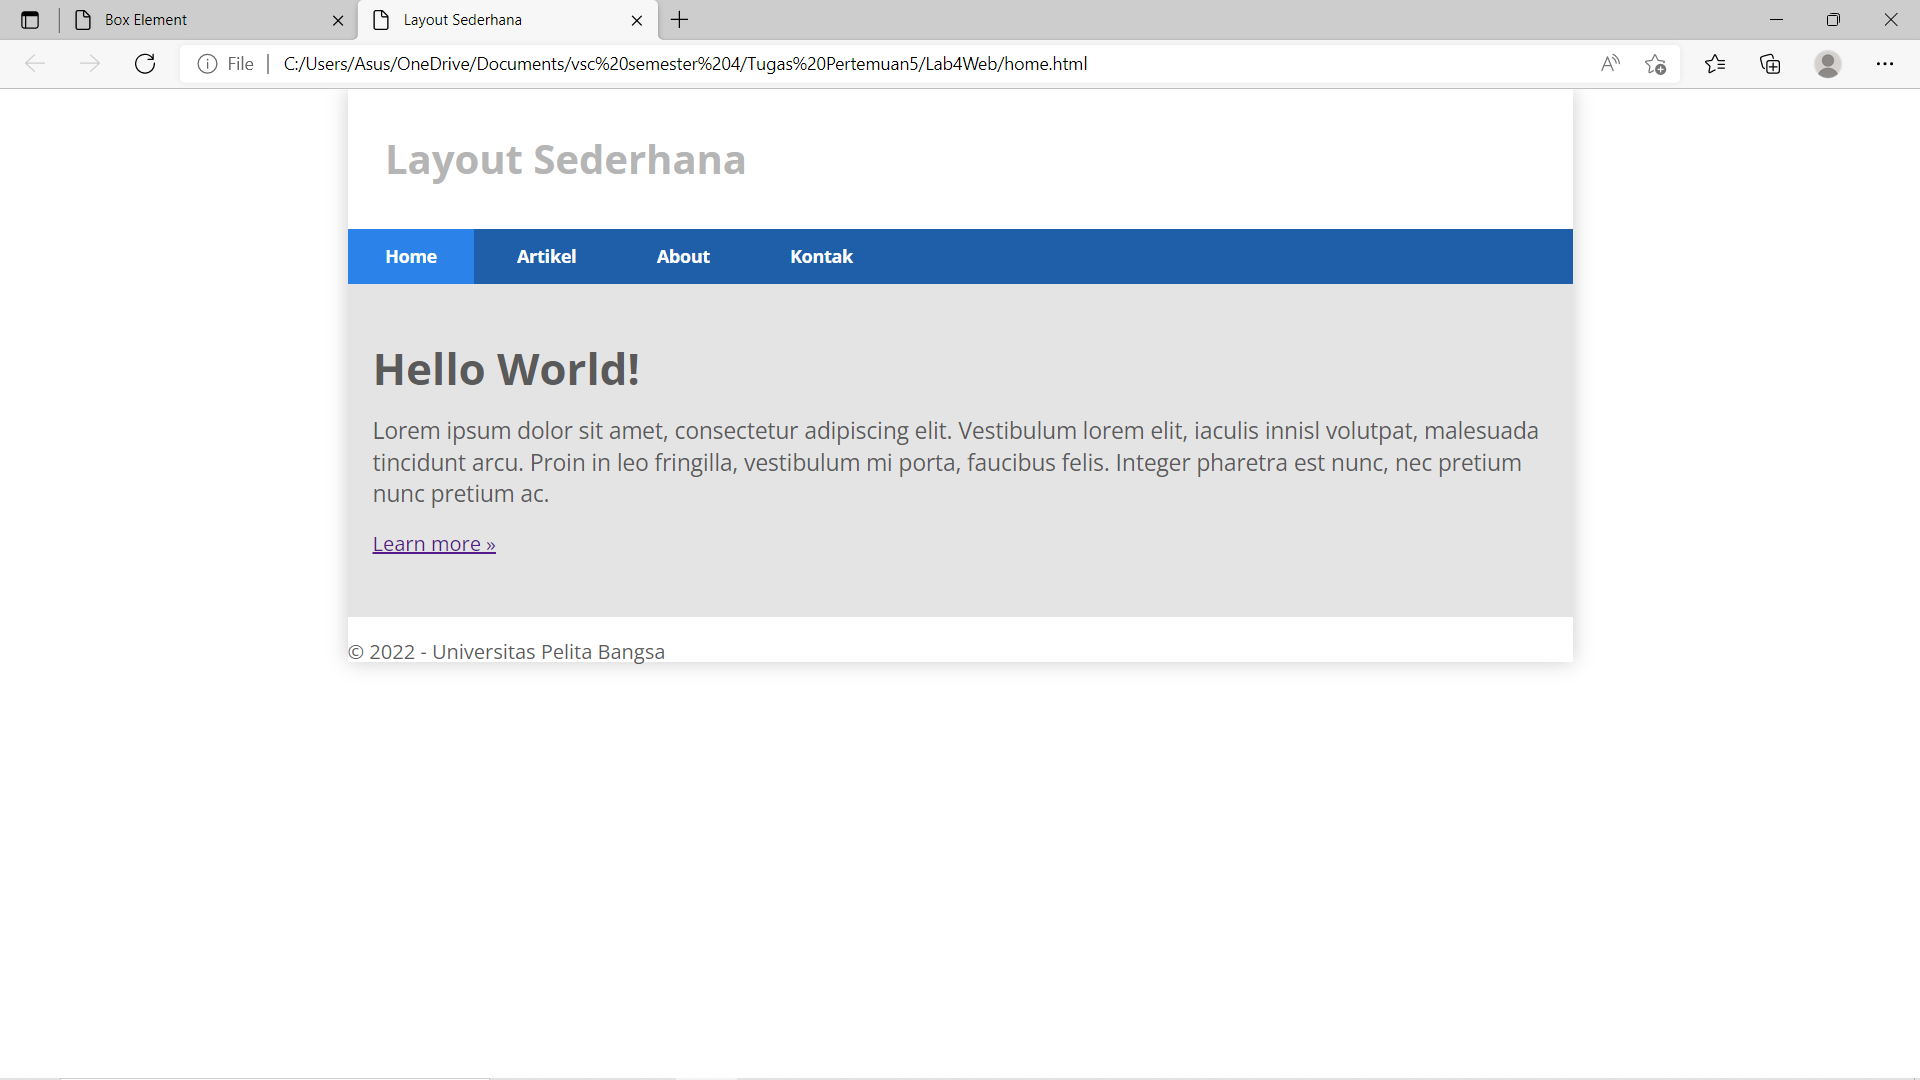 Box Element
Layout Sederhana
File
C:/Users/Asus/OneDrive/Documents/vsc%20semester%204/Tugas%20Pertemuan5/Lab4Web/home.html
Layout Sederhana
Home Artikel About Kontak
Hello World!
Lorem ipsum dolor sit amet, consectetur adipiscing elit. Vestibulum lorem elit, iaculis innisl volutpat, malesuada
tincidunt arcu. Proin in leo fringilla, vestibulum mi porta, faucibus felis. Integer pharetra est nunc, nec pretium
nunc pretium ac.
Learn more »
© 2022 - Universitas Pelita Bangsa